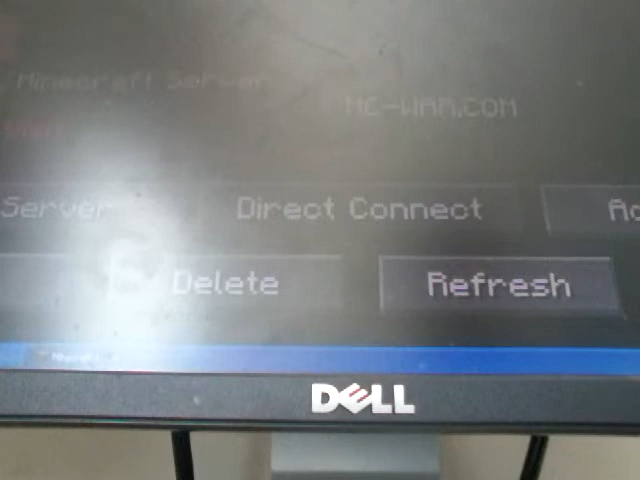 Minecraft Server
MC-WAR.COM
Server
Direct Connect
Delete
Refresh
DELL